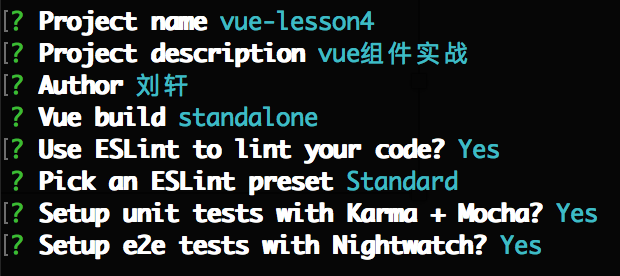 ? Project name vue-lesson4
? Project description vue组件实战
? Author 刘轩
? Vue build standalone
? Use ESLint to lint your code? Yes
? Pick an ESLint preset Standard
? Setup unit tests with Karma + Mocha? Yes
? Setup e2e tests with Nightwatch? Yes